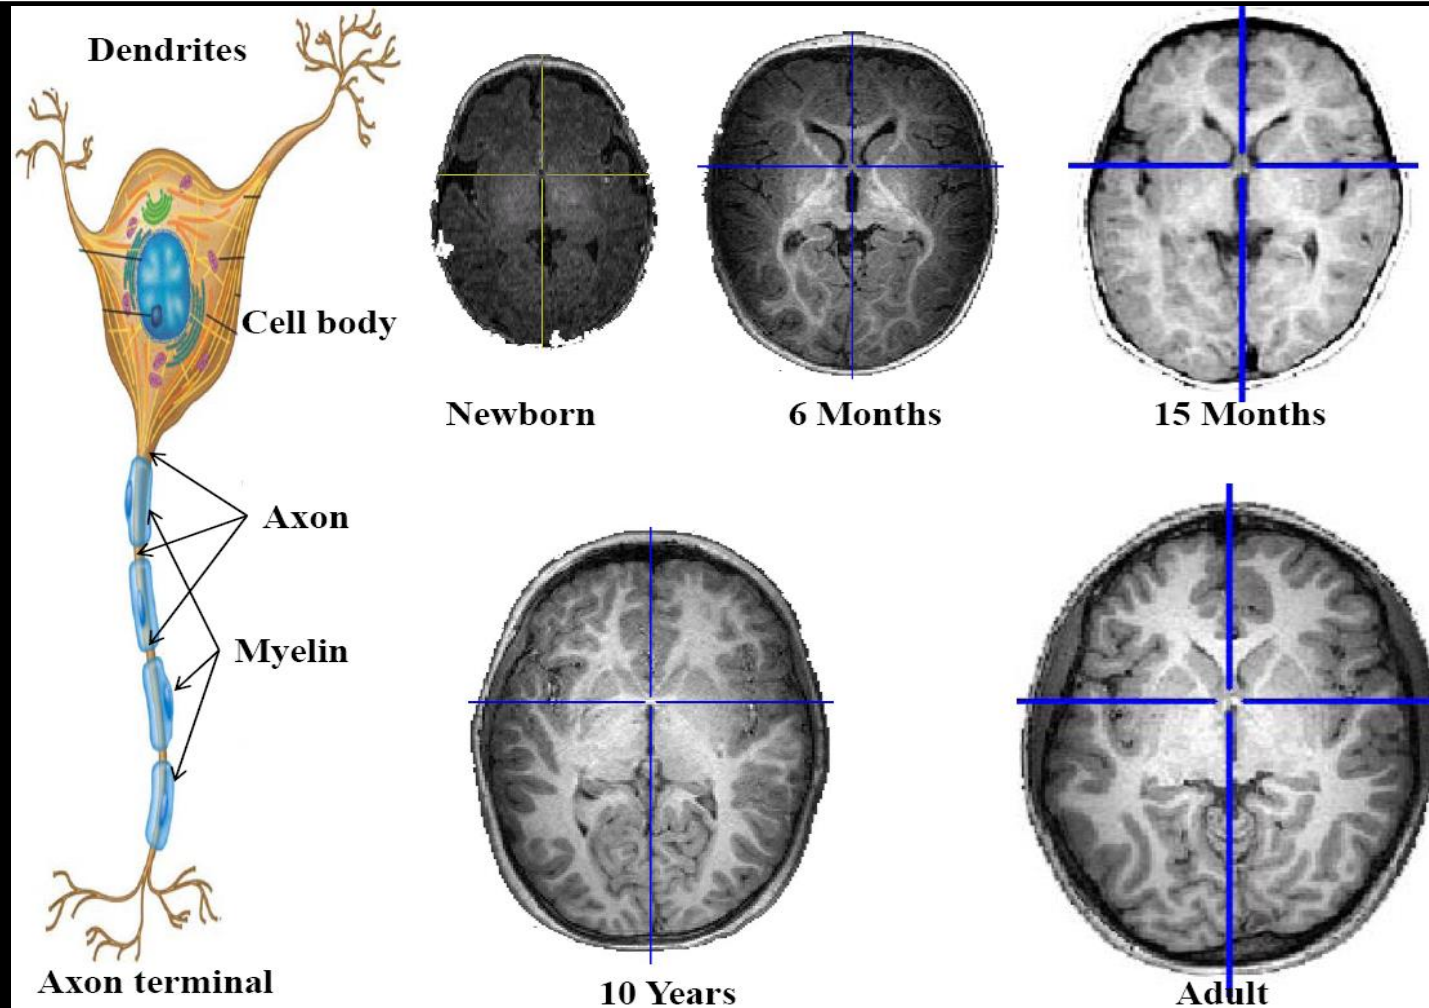 Dendrites
Cell body
Newborn
6 Months
15 Months
Axon
Myelin
Axon terminal
10 Years
Adult